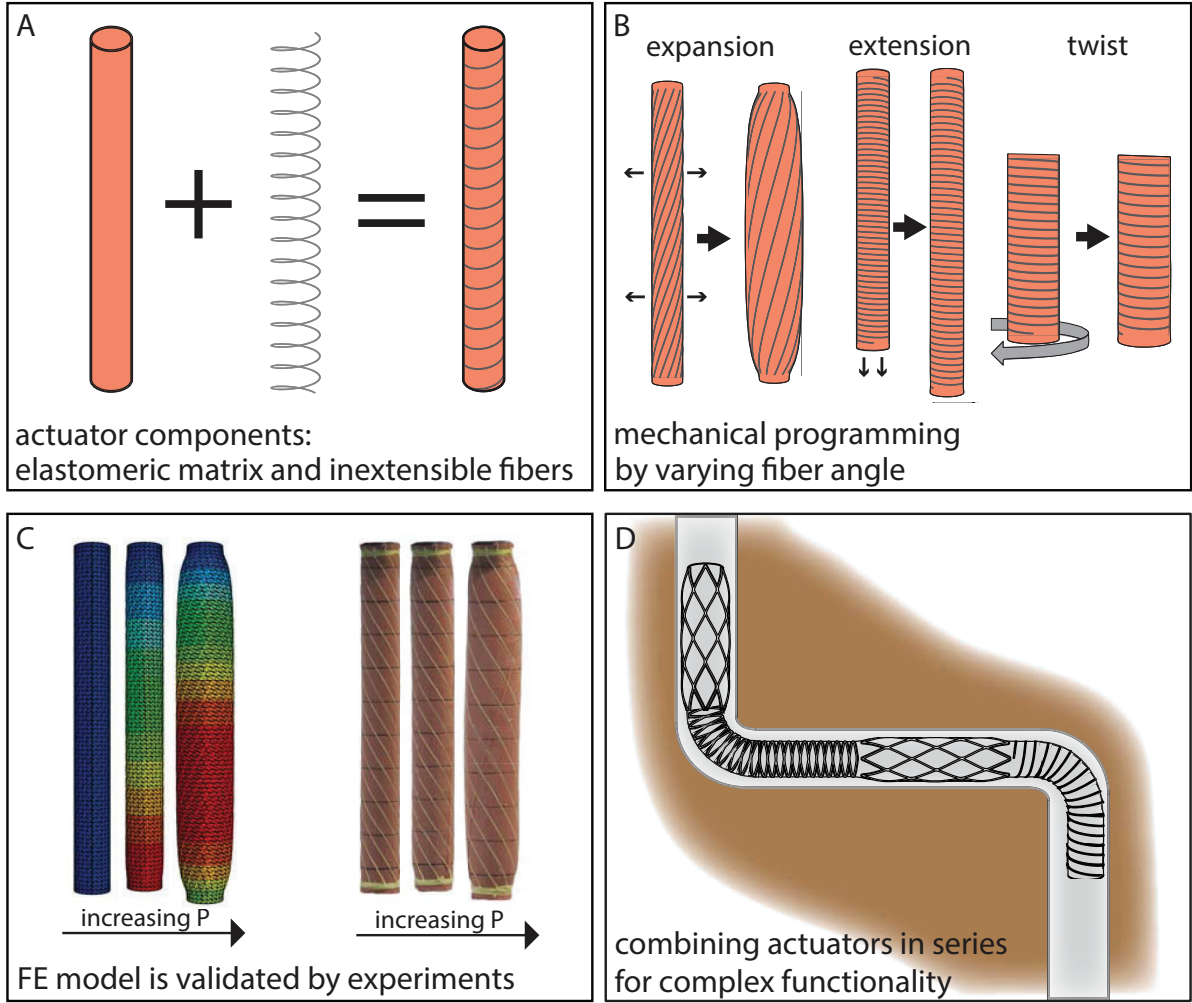 A
+
=
actuator components:
elastomeric matrix and inextensible fibers
B
expansion
extension
twist
mechanical programming
by varying fiber angle
C
increasing P
increasing P
FE model is validated by experiments
D
combining actuators in series
for complex functionality